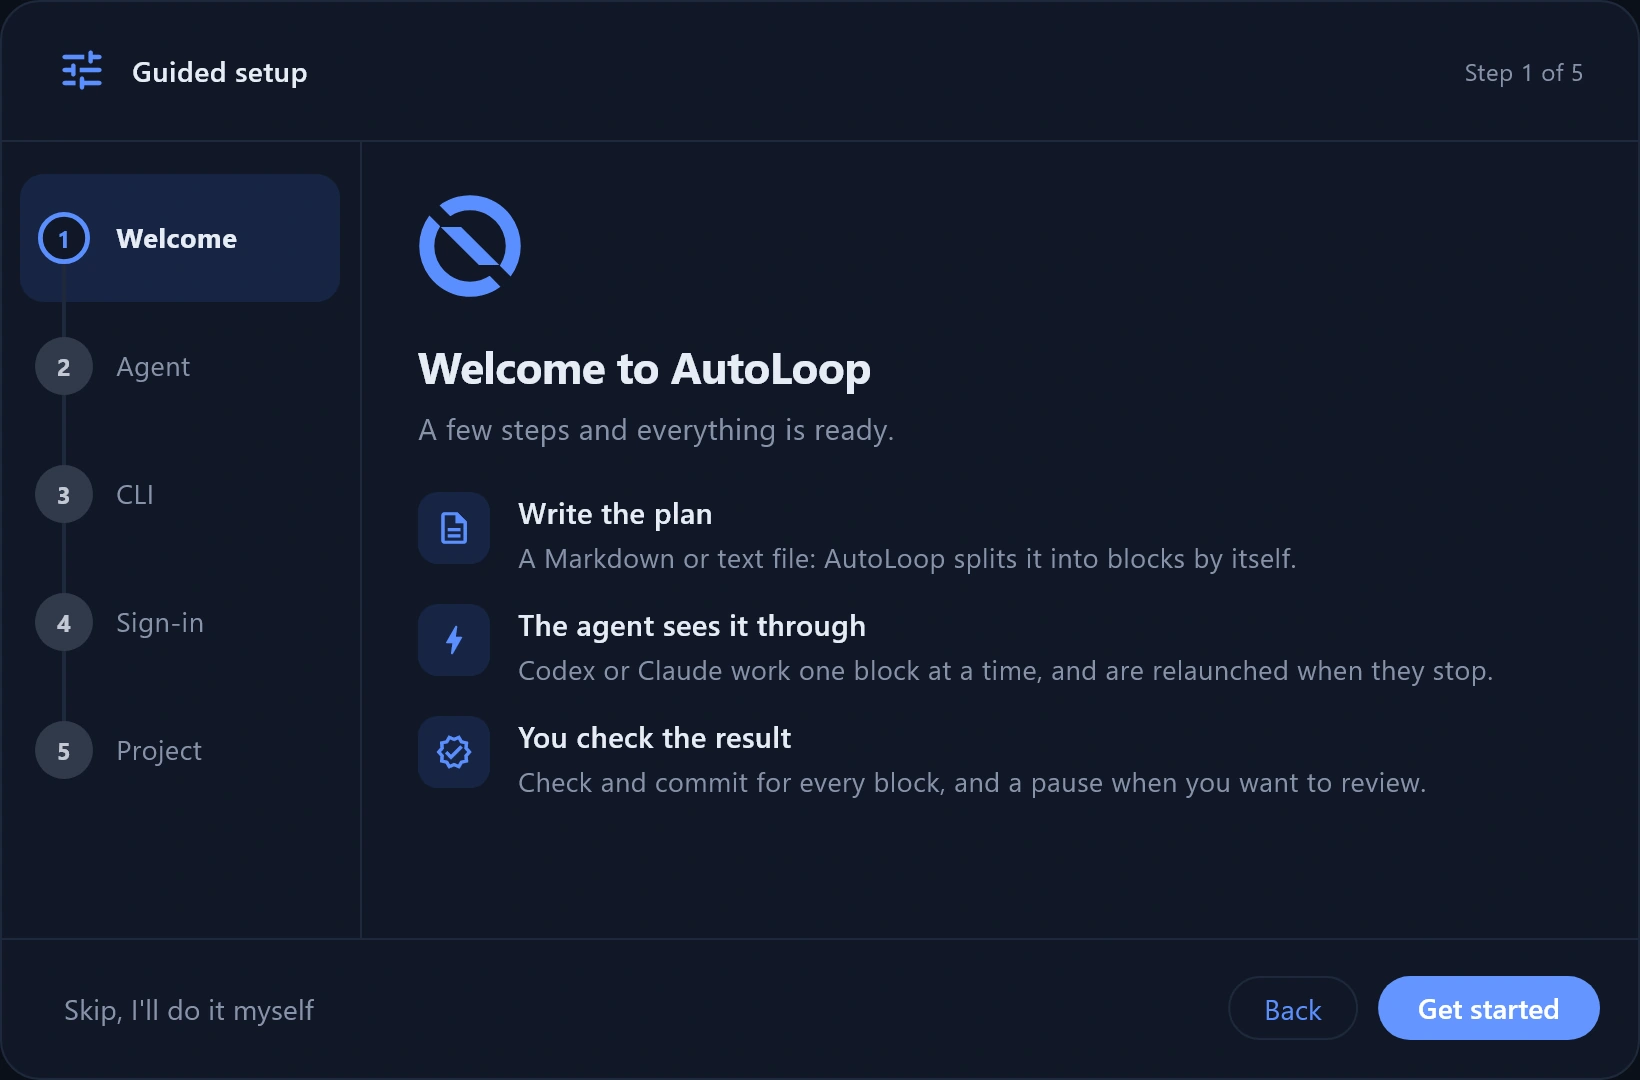 Guided setup
Step 1 of 5
1 Welcome
2 Agent
3 CLI
4 Sign-in
5 Project
Welcome to AutoLoop
A few steps and everything is ready.
Write the plan
A Markdown or text file: AutoLoop splits it into blocks by itself.
The agent sees it through
Codex or Claude work one block at a time, and are relaunched when they stop.
You check the result
Check and commit for every block, and a pause when you want to review.
Skip, I'll do it myself
Back
Get started